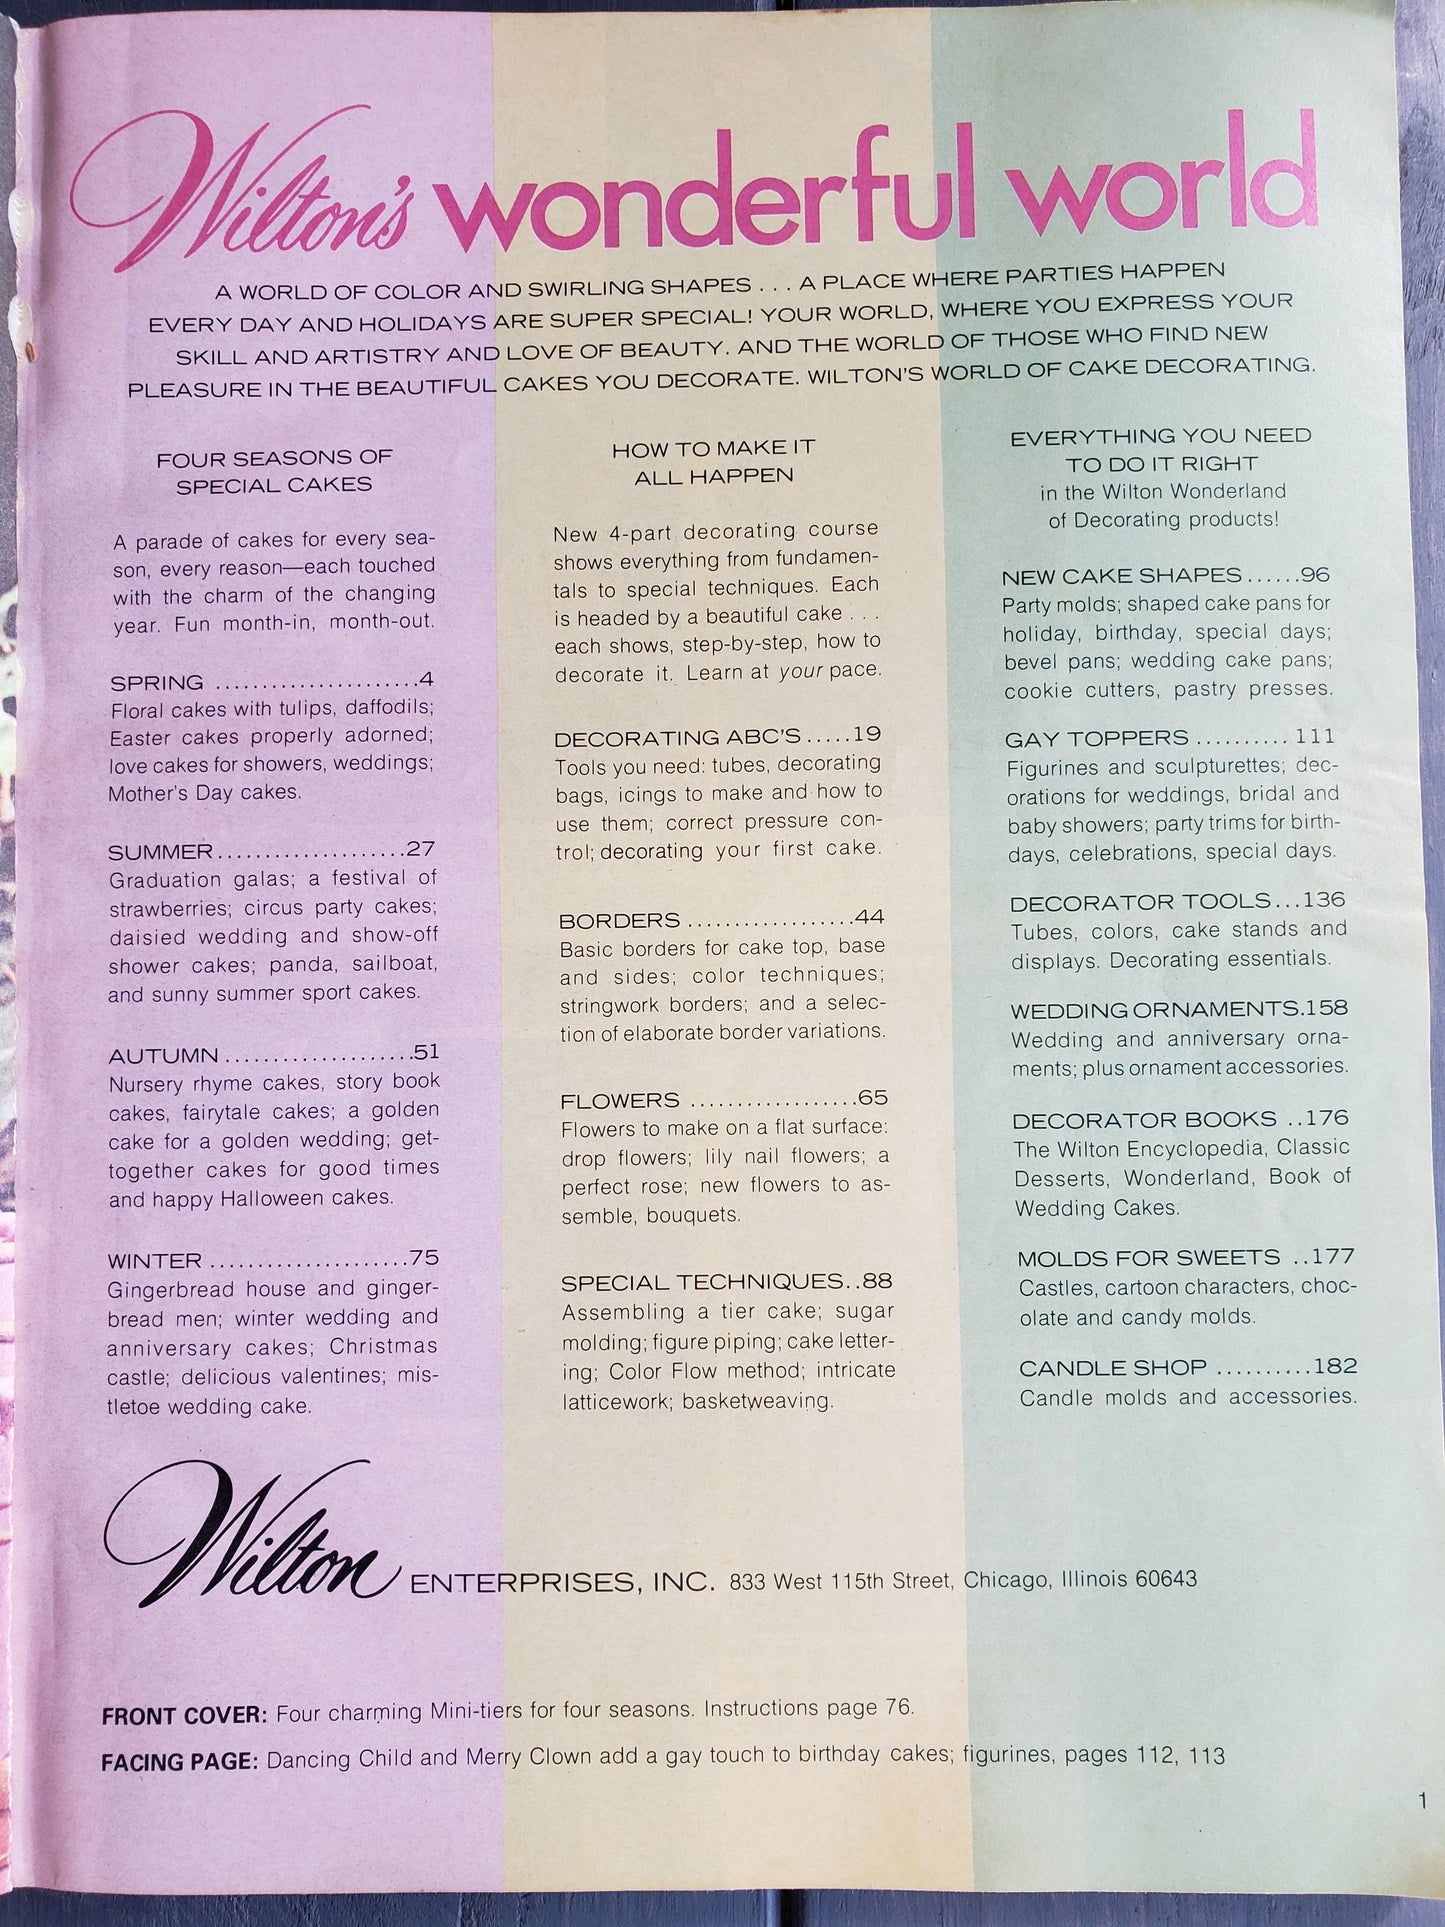 Wilton's wonderful world
A WORLD OF COLOR AND SWIRLING SHAPES . . . A PLACE WHERE PARTIES HAPPEN
EVERY DAY AND HOLIDAYS ARE SUPER SPECIAL! YOUR WORLD, WHERE YOU EXPRESS YOUR
SKILL AND ARTISTRY AND LOVE OF BEAUTY. AND THE WORLD OF THOSE WHO FIND NEW
PLEASURE IN THE BEAUTIFUL CAKES YOU DECORATE. WILTON'S WORLD OF CAKE DECORATING.
FOUR SEASONS OF
SPECIAL CAKES
A parade of cakes for every sea-
son, every reason—each touched
with the charm of the changing
year. Fun month-in, month-out.
SPRING ......................4
Floral cakes with tulips, daffodils;
Easter cakes properly adorned;
love cakes for showers, weddings;
Mother's Day cakes.
SUMMER.....................27
Graduation galas; a festival of
strawberries; circus party cakes;
daisied wedding and show-off
shower cakes; panda, sailboat,
and sunny summer sport cakes.
AUTUMN.....................51
Nursery rhyme cakes, story book
cakes, fairytale cakes; a golden
cake for a golden wedding; get-
together cakes for good times
and happy Halloween cakes.
WINTER ......................75
Gingerbread house and ginger-
bread men; winter wedding and
anniversary cakes; Christmas
castle; delicious valentines; mis-
tletoe wedding cake.
HOW TO MAKE IT
ALL HAPPEN
New 4-part decorating course
shows everything from fundamen-
tals to special techniques. Each
is headed by a beautiful cake . . .
each shows, step-by-step, how to
decorate it. Learn at your pace.
DECORATING ABC'S.....19
Tools you need: tubes, decorating
bags, icings to make and how to
use them; correct pressure con-
trol; decorating your first cake.
BORDERS ..................44
Basic borders for cake top, base
and sides; color techniques;
stringwork borders; and a selec-
tion of elaborate border variations.
FLOWERS ..................65
Flowers to make on a flat surface:
drop flowers; lily nail flowers; a
perfect rose; new flowers to as-
semble, bouquets.
SPECIAL TECHNIQUES..88
Assembling a tier cake; sugar
molding; figure piping; cake letter-
ing; Color Flow method; intricate
latticework; basketweaving.
EVERYTHING YOU NEED
TO DO IT RIGHT
in the Wilton Wonderland
of Decorating products!
NEW CAKE SHAPES......96
Party molds; shaped cake pans for
holiday, birthday, special days;
bevel pans; wedding cake pans;
cookie cutters, pastry presses.
GAY TOPPERS .......... 111
Figurines and sculpturettes; dec-
orations for weddings, bridal and
baby showers; party trims for birth-
days, celebrations, special days.
DECORATOR TOOLS...136
Tubes, colors, cake stands and
displays. Decorating essentials.
WEDDING ORNAMENTS.158
Wedding and anniversary orna-
ments; plus ornament accessories.
DECORATOR BOOKS ..176
The Wilton Encyclopedia, Classic
Desserts, Wonderland, Book of
Wedding Cakes.
MOLDS FOR SWEETS ..177
Castles, cartoon characters, choc-
olate and candy molds.
CANDLE SHOP ..........182
Candle molds and accessories.
Wilton ENTERPRISES, INC. 833 West 115th Street, Chicago, Illinois 60643
FRONT COVER: Four charming Mini-tiers for four seasons. Instructions page 76.
FACING PAGE: Dancing Child and Merry Clown add a gay touch to birthday cakes; figurines, pages 112, 113
1